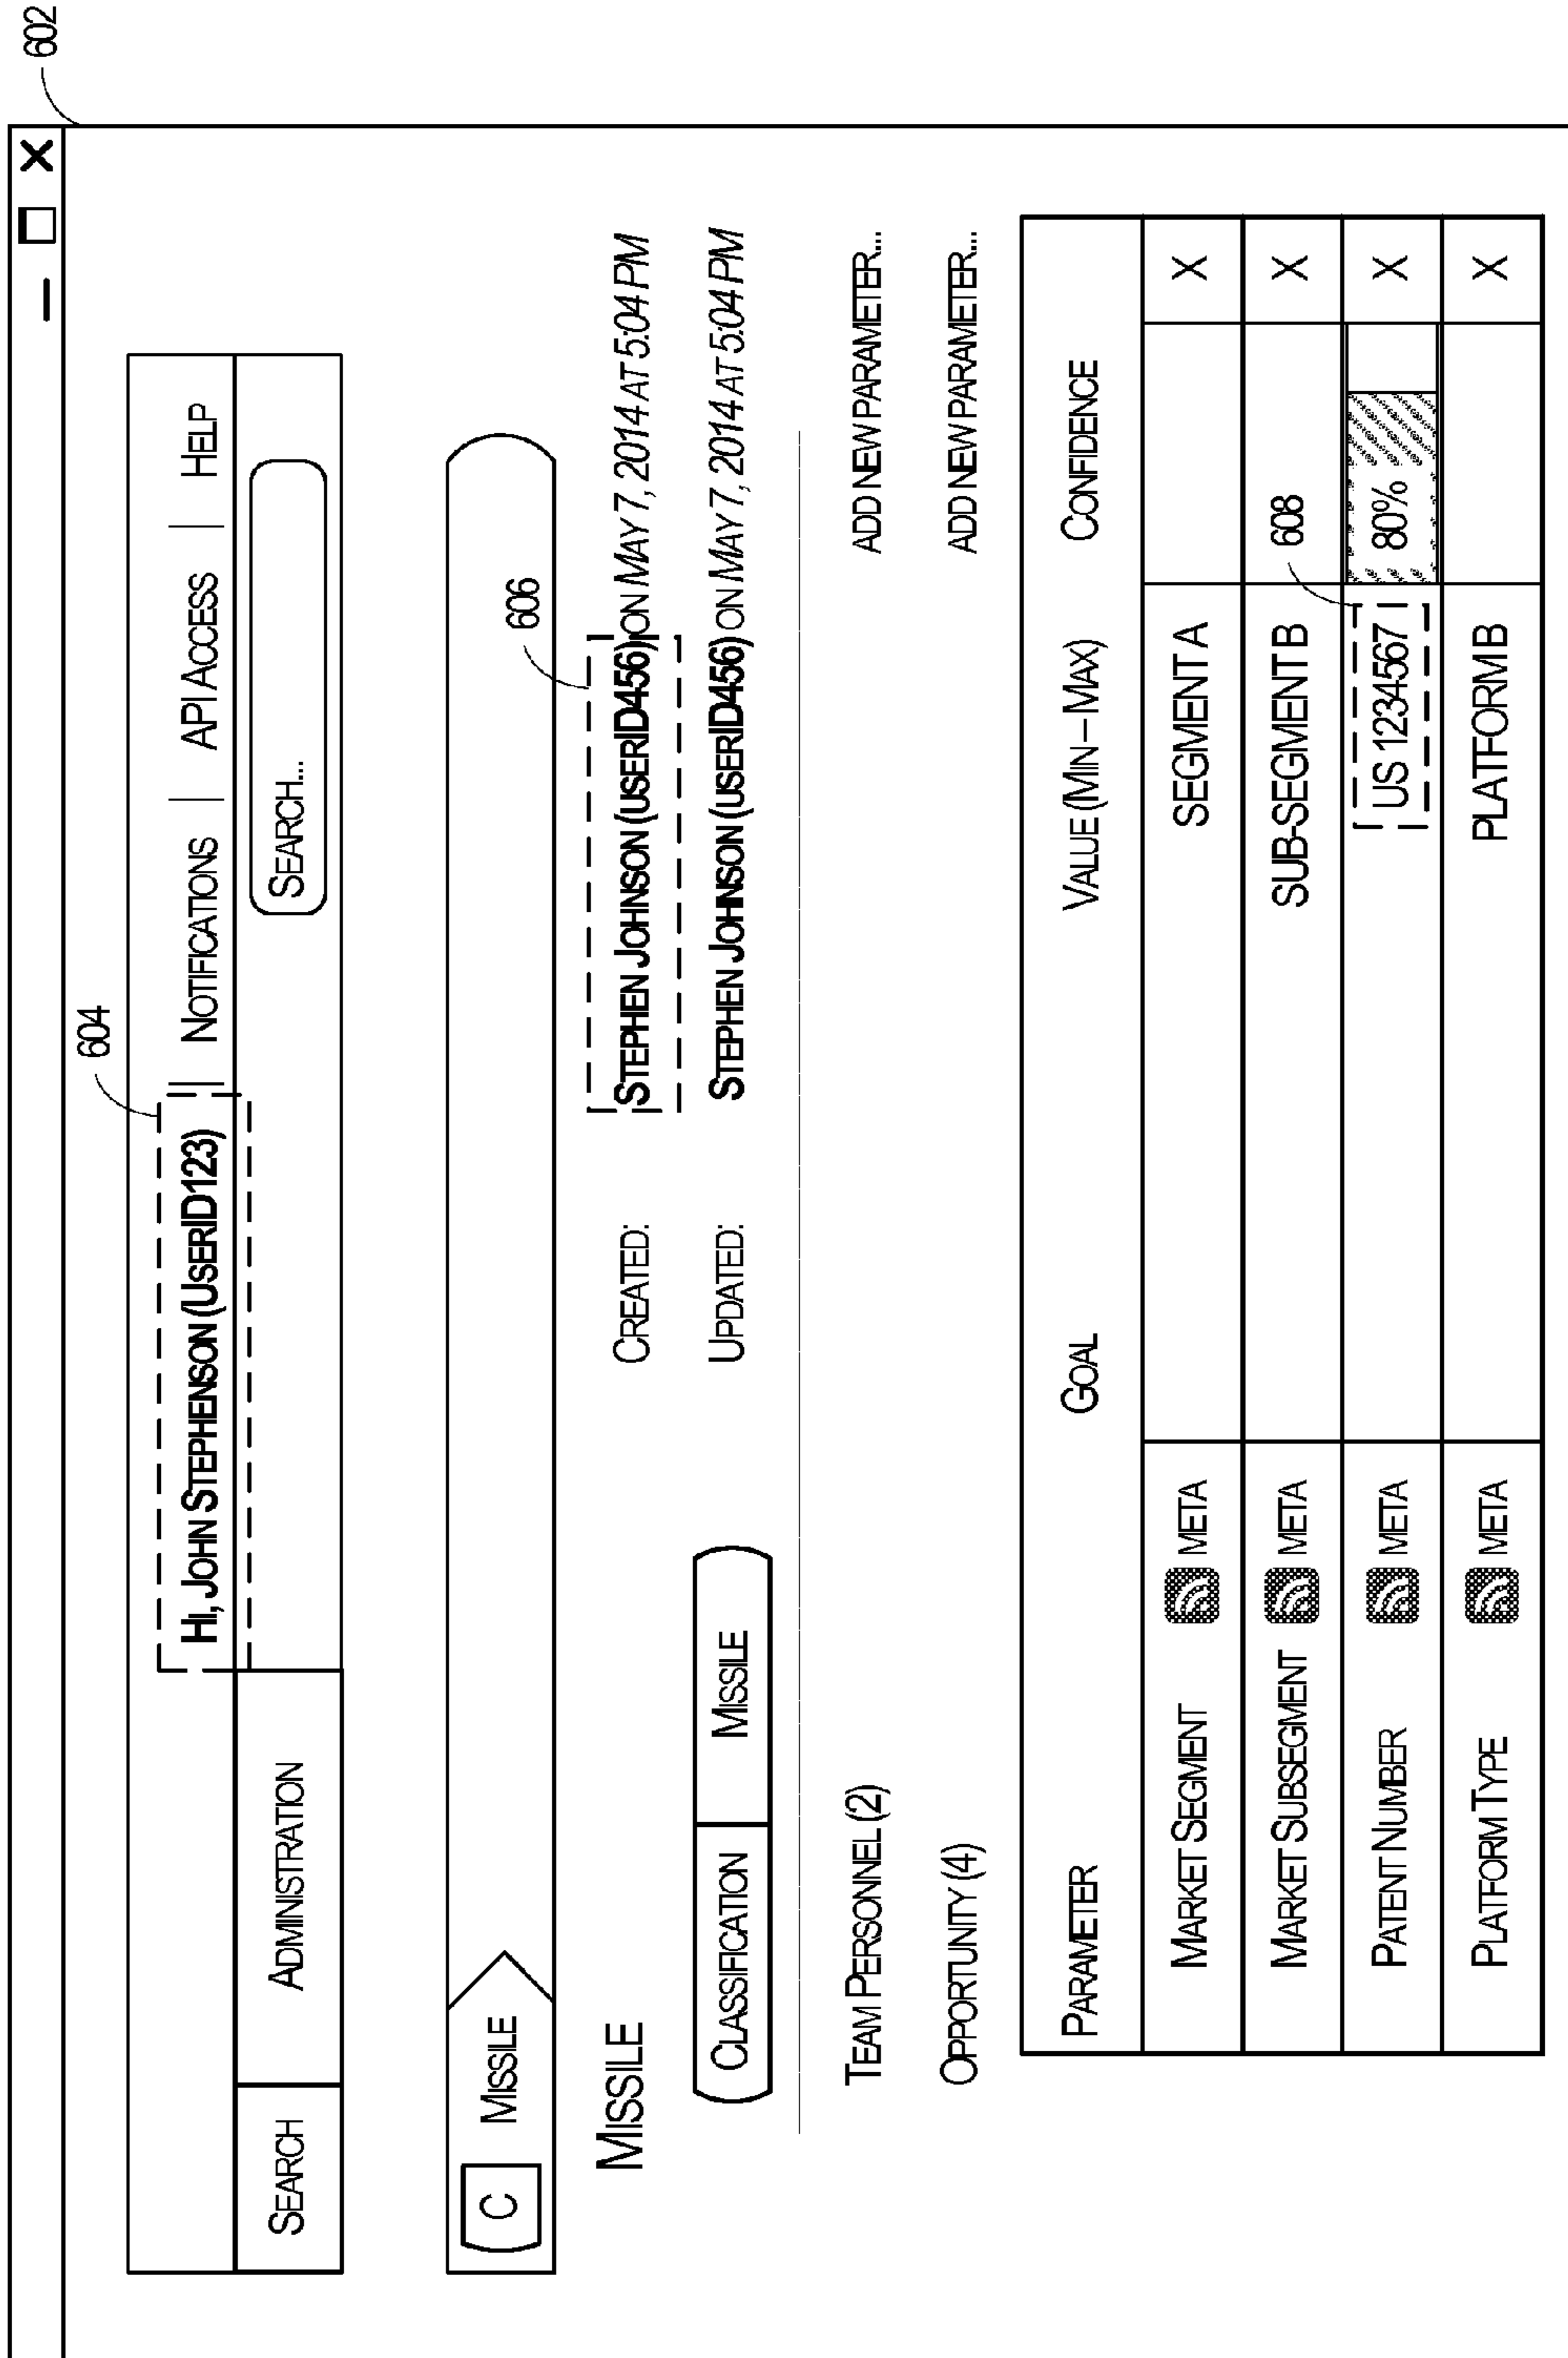 602
— □ X
604
Hi, John Stephenson (UserID123) | Notifications | API Access | Help
Search Administration Search...
C Missile
606
Missile Created: Stephen Johnson (userID456) on May 7, 2014 at 5:04 PM
Classification Missile Updated: Stephen Johnson (userID456) on May 7, 2014 at 5:04 PM
Team Personnel (2) add new parameter...
Opportunity (4) add new parameter...
Parameter Goal Value (Min – Max) Confidence
Market Segment meta SEGMENT A X
Market Subsegment meta SUB-SEGMENT B X
608
Patent Number meta US 1234567 80% X
Platform Type meta PLATFORM B X